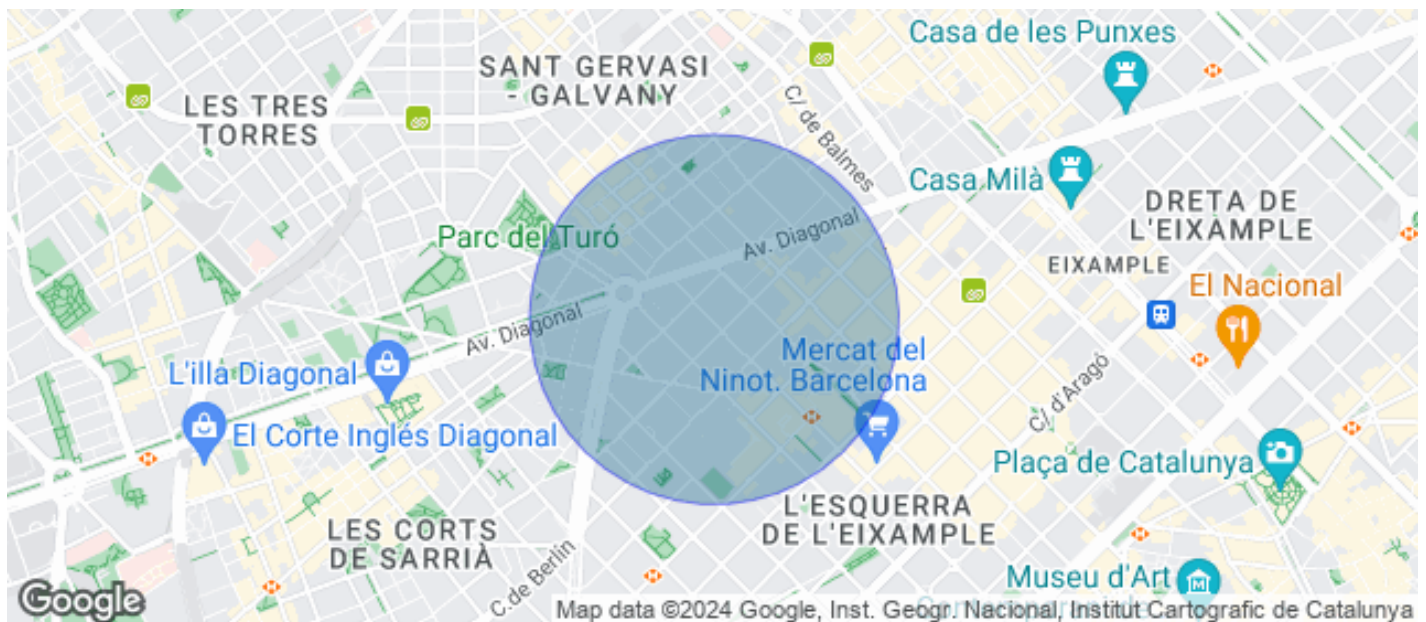 Casa de les Punxes
SANT GERVASI
- GALVANY
LES TRES
TORRES
C/ de Balmes
Casa Milà
DRETA DE
L'EIXAMPLE
Parc del Turó
Av. Diagonal
EIXAMPLE
El Nacional
Av. Diagonal
Mercat del
Ninot. Barcelona
L'illa Diagonal
C/ d'Aragó
El Corte Inglés Diagonal
Plaça de Catalunya
L'ESQUERRA
DE L'EIXAMPLE
LES CORTS
DE SARRIÀ
C. de Berlín
Museu d'Art
Google
Map data ©2024 Google, Inst. Geogr. Nacional, Institut Cartografic de Catalunya